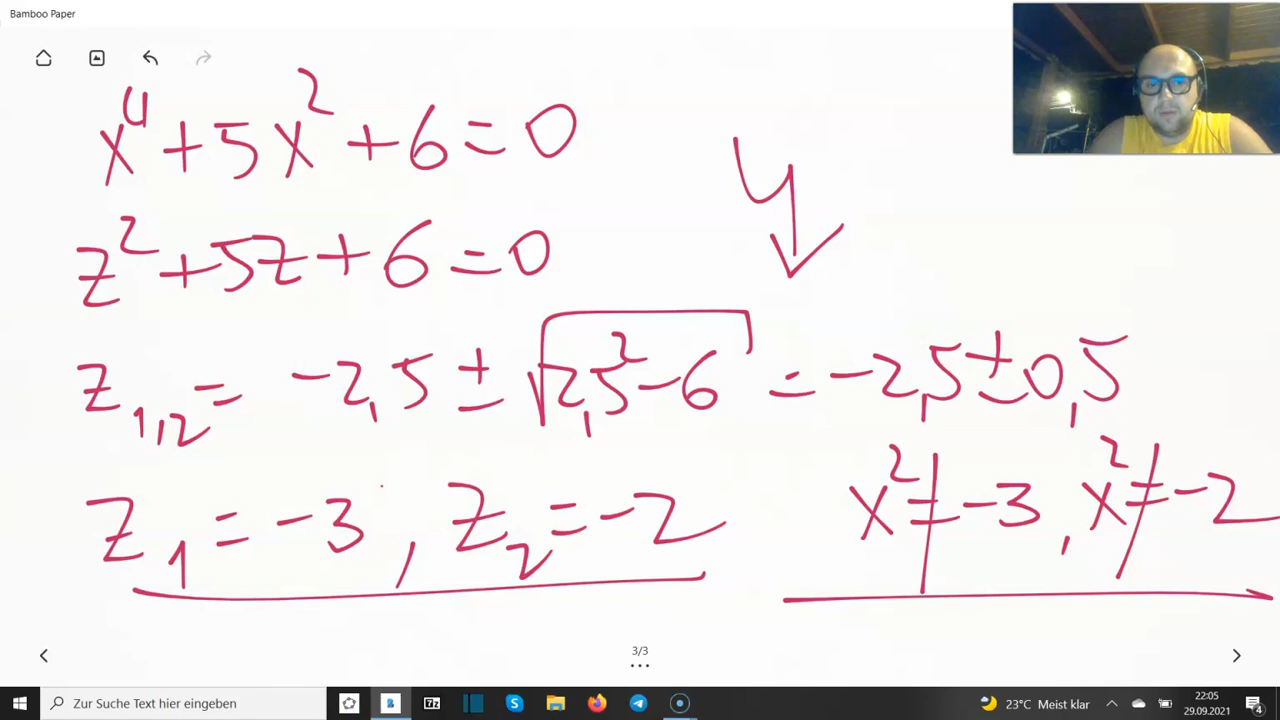 Bamboo Paper
x⁴ + 5x² + 6 = 0
4
z² + 5z + 6 = 0
z₁,₂ = -2,5 ± √2,5² - 6 = -2,5 ± 0,5
z₁ = -3, z₂ = -2
x² ≠ -3, x² ≠ -2
3/3
Zur Suche Text hier eingeben
23°C Meist klar
22:05
29.09.2021
4